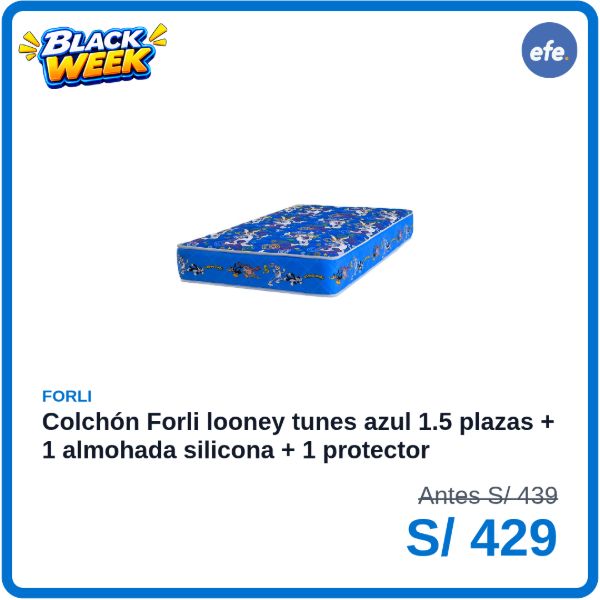 BLACK
WEEK
efe.
FORLI
Colchón Forli looney tunes azul 1.5 plazas +
1 almohada silicona + 1 protector
Antes S/ 439
S/ 429